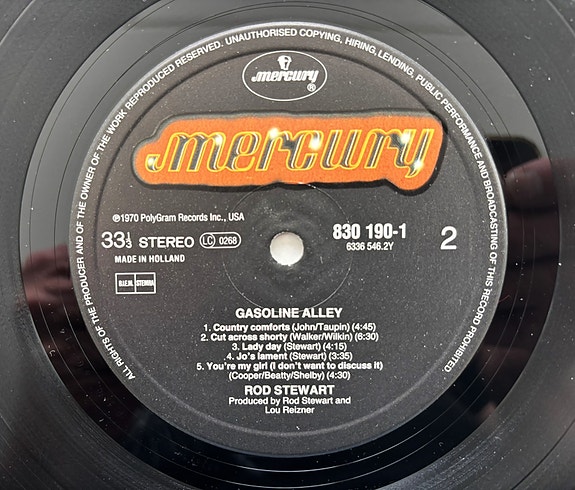 ALL RIGHTS OF THE PRODUCER AND OF THE OWNER OF THE WORK REPRODUCED RESERVED. UNAUTHORISED COPYING, HIRING, LENDING, PUBLIC PERFORMANCE AND BROADCASTING OF THIS RECORD PROHIBITED
mercury ®
mercury
℗1970 PolyGram Records Inc., USA
33⅓ STEREO LC 0268
MADE IN HOLLAND
830 190-1
6336 546.2Y
2
B.I.E.M. STEMRA
GASOLINE ALLEY
1. Country comforts (John/Taupin) (4:45)
2. Cut across shorty (Walker/Wilkin) (6:30)
3. Lady day (Stewart) (4:15)
4. Jo's lament (Stewart) (3:35)
5. You're my girl (I don't want to discuss it)
(Cooper/Beatty/Shelby) (4:30)
ROD STEWART
Produced by Rod Stewart and
Lou Reizner